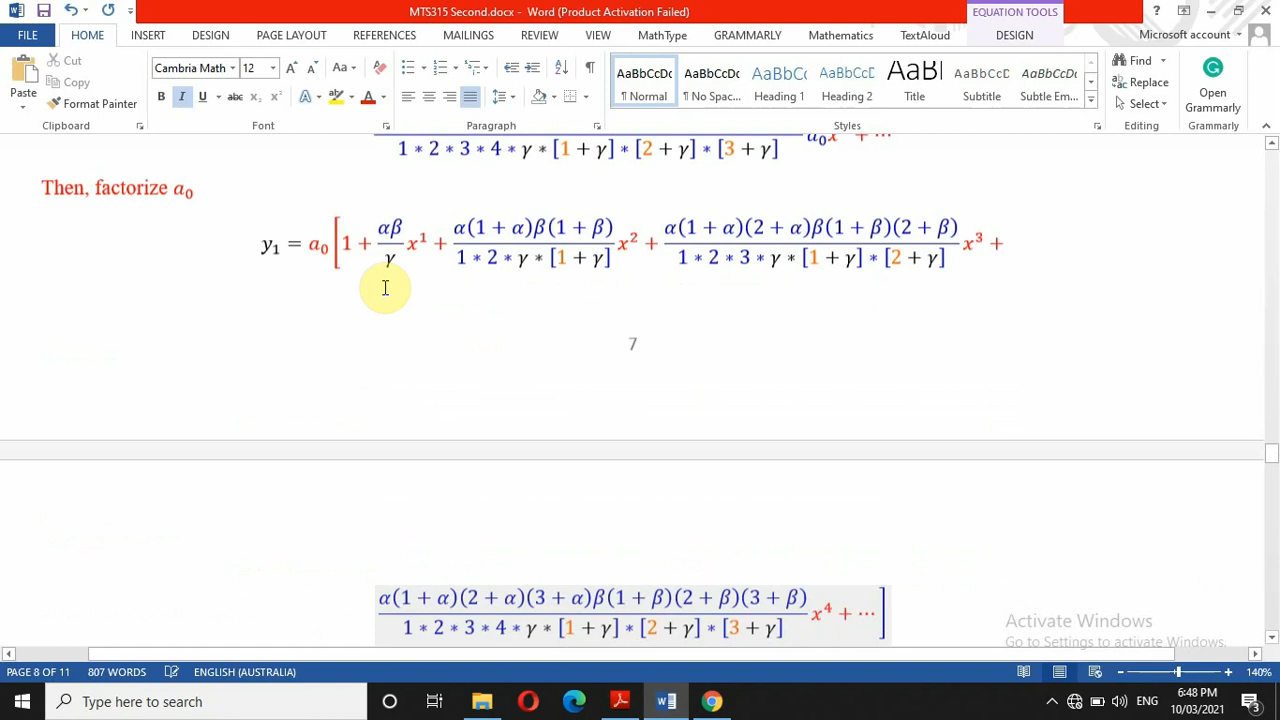 MTS315 Second.docx - Word (Product Activation Failed)
EQUATION TOOLS
FILE HOME INSERT PAGE LAYOUT REFERENCES MAILINGS REVIEW VIEW MathType GRAMMARLY Mathematics TextAloud DESIGN Microsoft account
Cut
Copy
Format Painter
Paste
Cambria Math 12
AaBbCcDc AaBbCcDc AaBbCc AaBbCcC AaBl AaBbCcD AaBbCcDc
¶ Normal ¶ No Spac... Heading 1 Heading 2 Title Subtitle Subtle Em...
Find
Replace
Select
Open
Grammarly
Clipboard Font Paragraph Styles Editing Grammarly
1 ∗ 2 ∗ 3 ∗ 4 ∗ γ ∗ [1 + γ] ∗ [2 + γ] ∗ [3 + γ] a₀x + ⋯
Then, factorize a₀
αβ α(1 + α)β(1 + β) α(1 + α)(2 + α)β(1 + β)(2 + β)
y₁ = a₀ [1 + x¹ + x² + x³ +
γ 1 ∗ 2 ∗ γ ∗ [1 + γ] 1 ∗ 2 ∗ 3 ∗ γ ∗ [1 + γ] ∗ [2 + γ]
7
α(1 + α)(2 + α)(3 + α)β(1 + β)(2 + β)(3 + β)
x⁴ + ⋯]
1 ∗ 2 ∗ 3 ∗ 4 ∗ γ ∗ [1 + γ] ∗ [2 + γ] ∗ [3 + γ]
Activate Windows
Go to Settings to activate Windows.
PAGE 8 OF 11 807 WORDS ENGLISH (AUSTRALIA) 140%
Type here to search
ENG
6:48 PM
10/03/2021
3